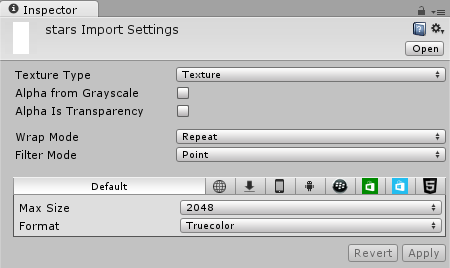 Inspector
stars Import Settings
Open
Texture Type Texture
Alpha from Grayscale
Alpha Is Transparency
Wrap Mode Repeat
Filter Mode Point
Default
Max Size 2048
Format Truecolor
Revert Apply